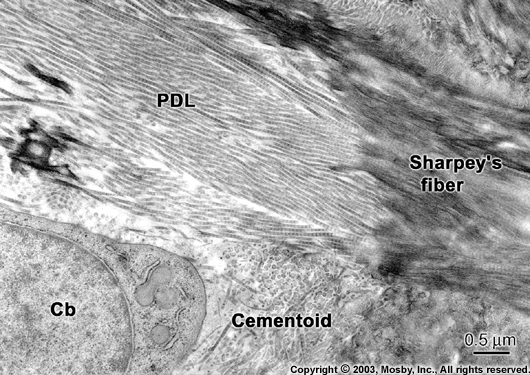 PDL
Sharpey's
fiber
Cb
Cementoid
0.5 µm
Copyright © 2003, Mosby, Inc., All rights reserved.